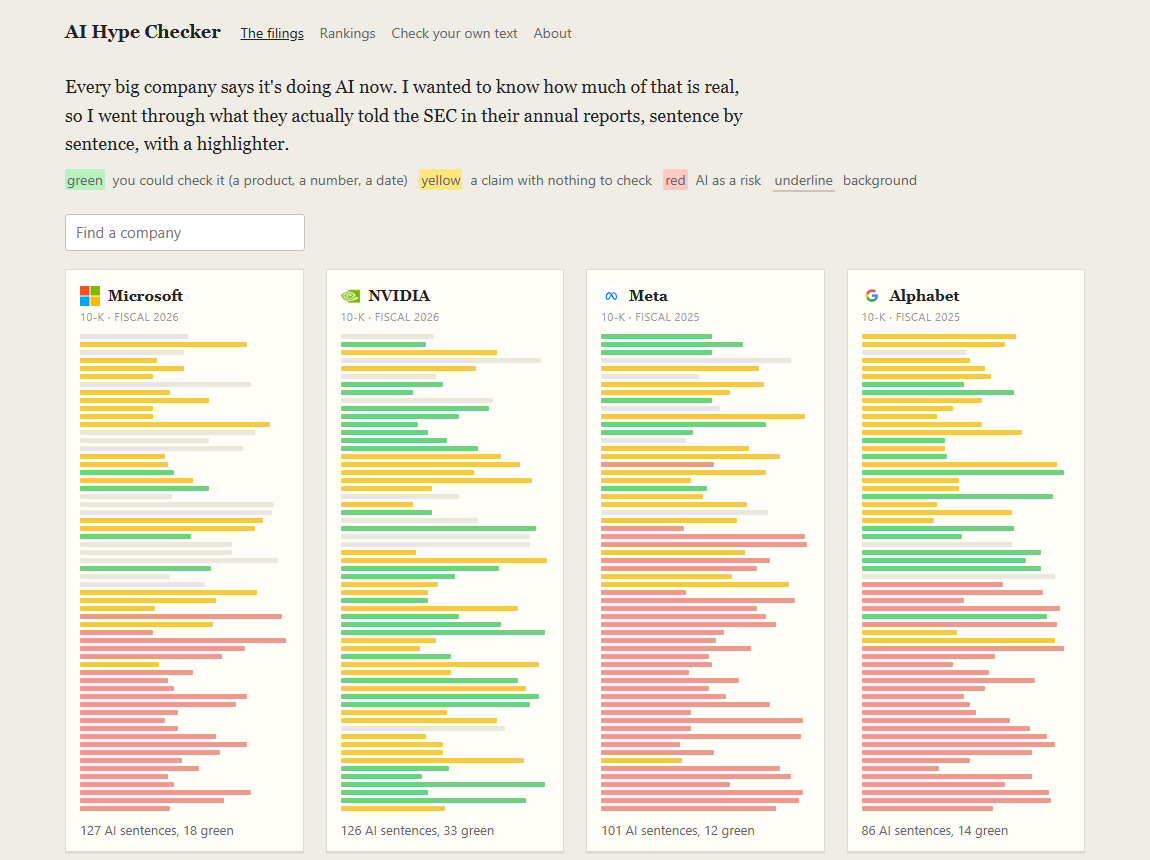 AI Hype Checker The filings Rankings Check your own text About
Every big company says it's doing AI now. I wanted to know how much of that is real,
so I went through what they actually told the SEC in their annual reports, sentence by
sentence, with a highlighter.
green you could check it (a product, a number, a date) yellow a claim with nothing to check red AI as a risk underline background
Find a company
Microsoft
10-K · FISCAL 2026
127 AI sentences, 18 green
NVIDIA
10-K · FISCAL 2026
126 AI sentences, 33 green
Meta
10-K · FISCAL 2025
101 AI sentences, 12 green
Alphabet
10-K · FISCAL 2025
86 AI sentences, 14 green